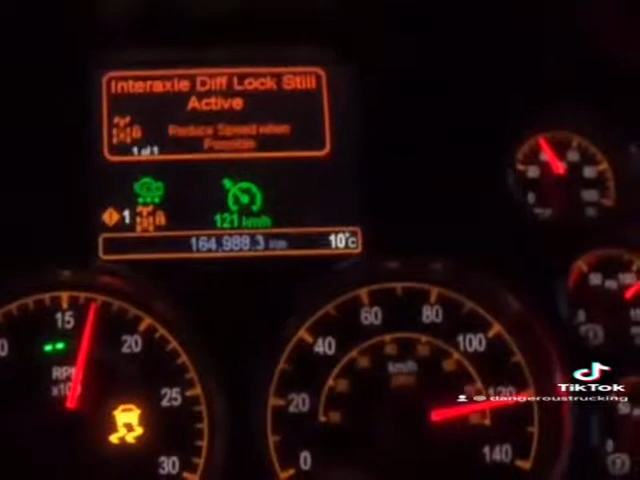 Interaxle Diff Lock Still
Active
Reduce Speed when
Possible
1 of 1
1
121 km/h
164,988.3 km
10°C
15
20
25
30
RPM
x100
0
20
40
60
80
100
120
140
km/h
TikTok
@dangeroustrucking